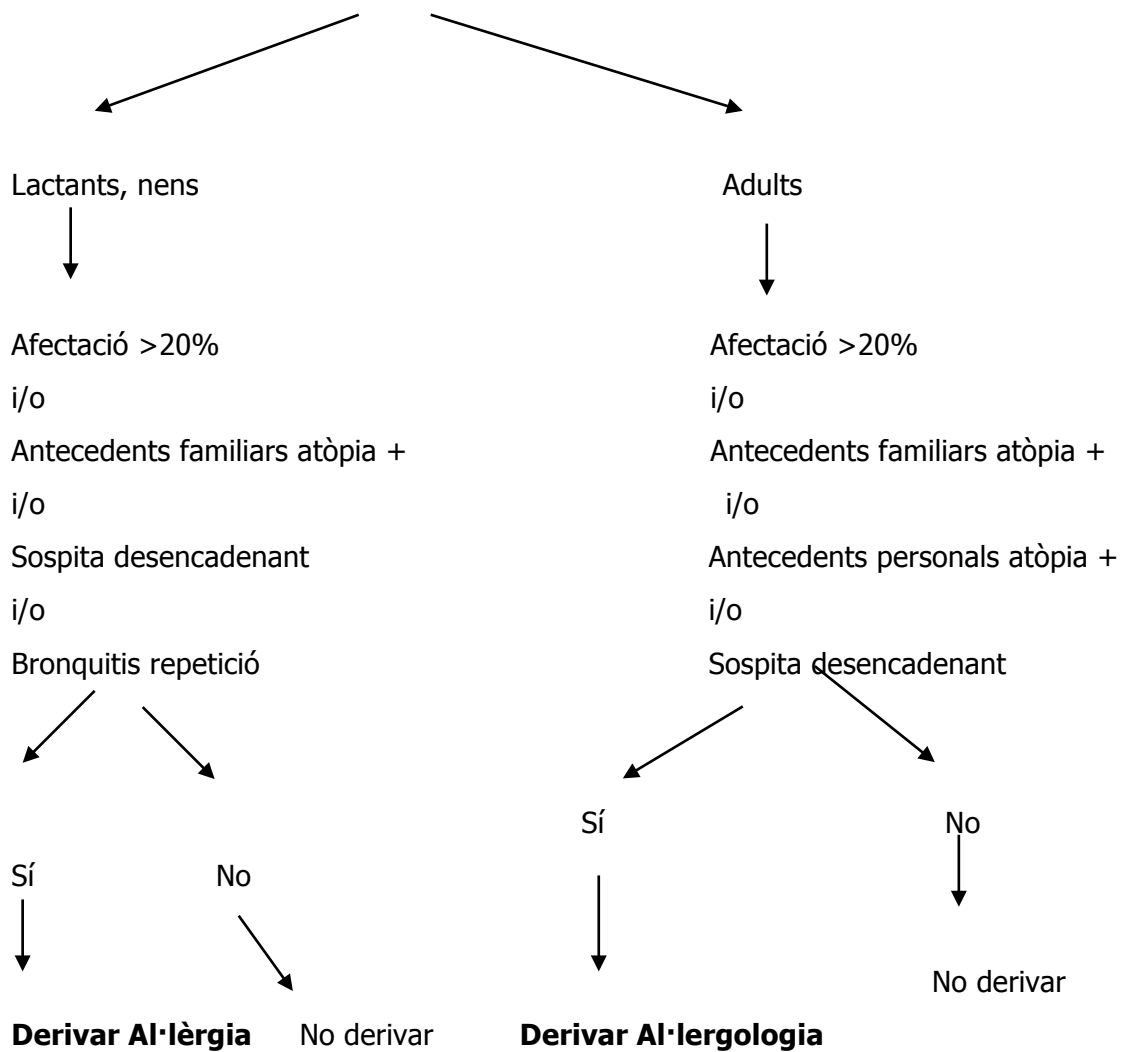 Lactants, nens
Adults
Afectació >20%
i/o
Antecedents familiars atòpia +
i/o
Sospita desencadenant
i/o
Bronquitis repetició
Afectació >20%
i/o
Antecedents familiars atòpia +
i/o
Antecedents personals atòpia +
i/o
Sospita desencadenant
Sí
No
Sí
No
Derivar Al·lèrgia
No derivar
Derivar Al·lergologia
No derivar